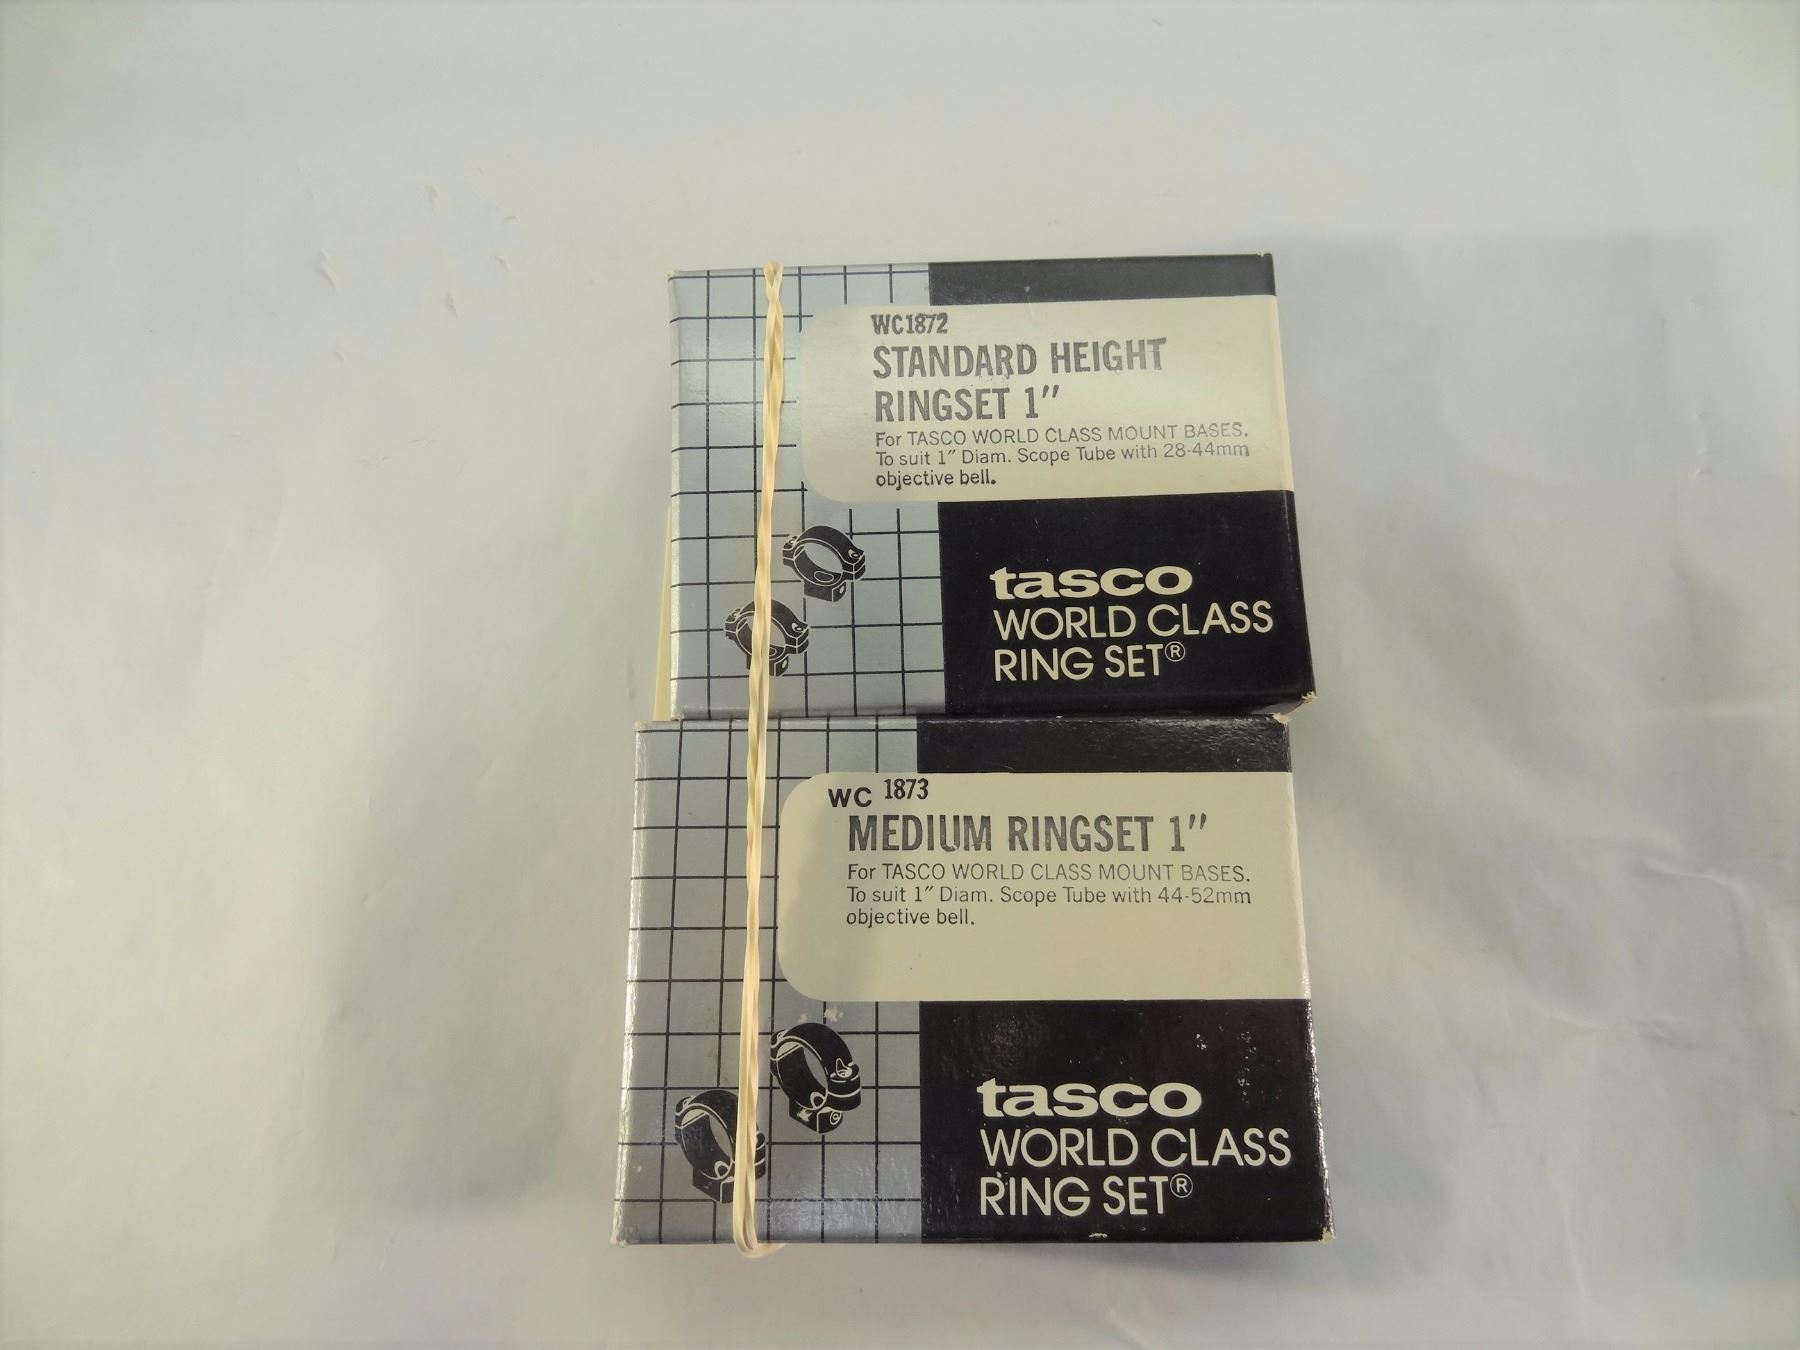 WC1872
STANDARD HEIGHT
RINGSET 1"
For TASCO WORLD CLASS MOUNT BASES.
To suit 1" Diam. Scope Tube with 28-44mm
objective bell.
tasco
WORLD CLASS
RING SET®
WC 1873
MEDIUM RINGSET 1"
For TASCO WORLD CLASS MOUNT BASES.
To suit 1" Diam. Scope Tube with 44-52mm
objective bell.
tasco
WORLD CLASS
RING SET®